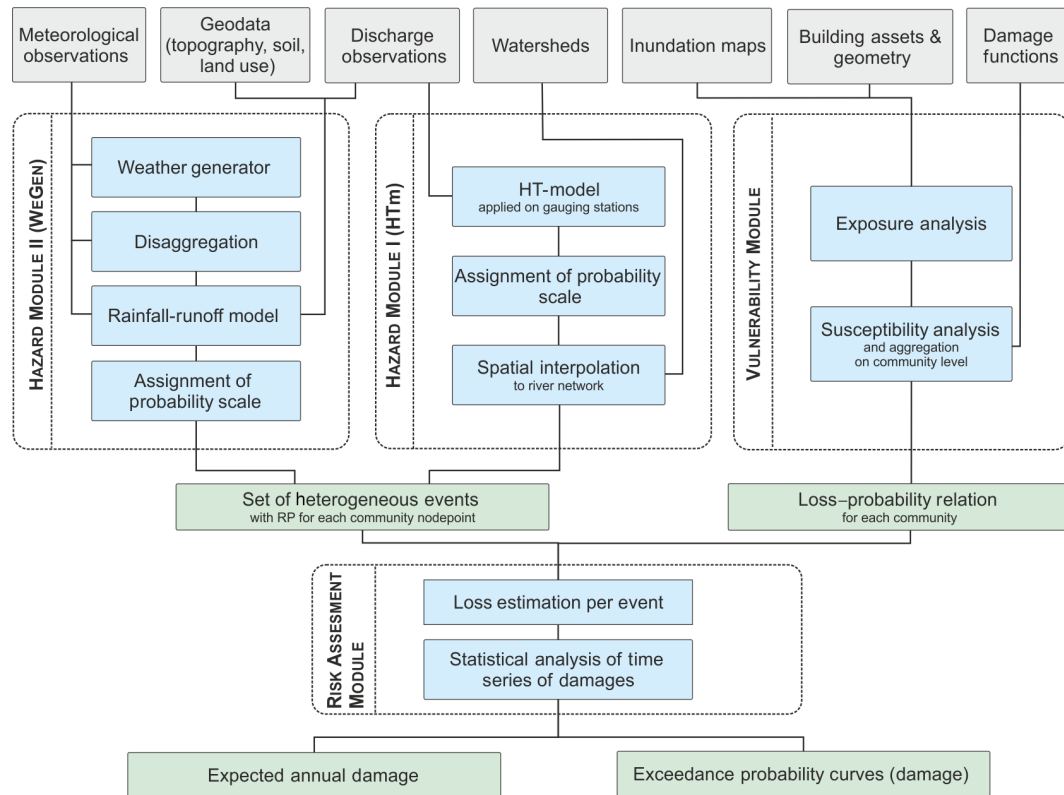 Meteorological
observations
Geodata
(topography, soil,
land use)
Discharge
observations
Watersheds
Inundation maps
Building assets &
geometry
Damage
functions
HAZARD MODULE II (WEGEN)
Weather generator
Disaggregation
Rainfall-runoff model
Assignment of
probability scale
HAZARD MODULE I (HTM)
HT-model
applied on gauging stations
Assignment of probability
scale
Spatial interpolation
to river network
VULNERABILITY MODULE
Exposure analysis
Susceptibility analysis
and aggregation
on community level
Set of heterogeneous events
with RP for each community nodepoint
Loss–probability relation
for each community
RISK ASSESMENT
MODULE
Loss estimation per event
Statistical analysis of time
series of damages
Expected annual damage
Exceedance probability curves (damage)